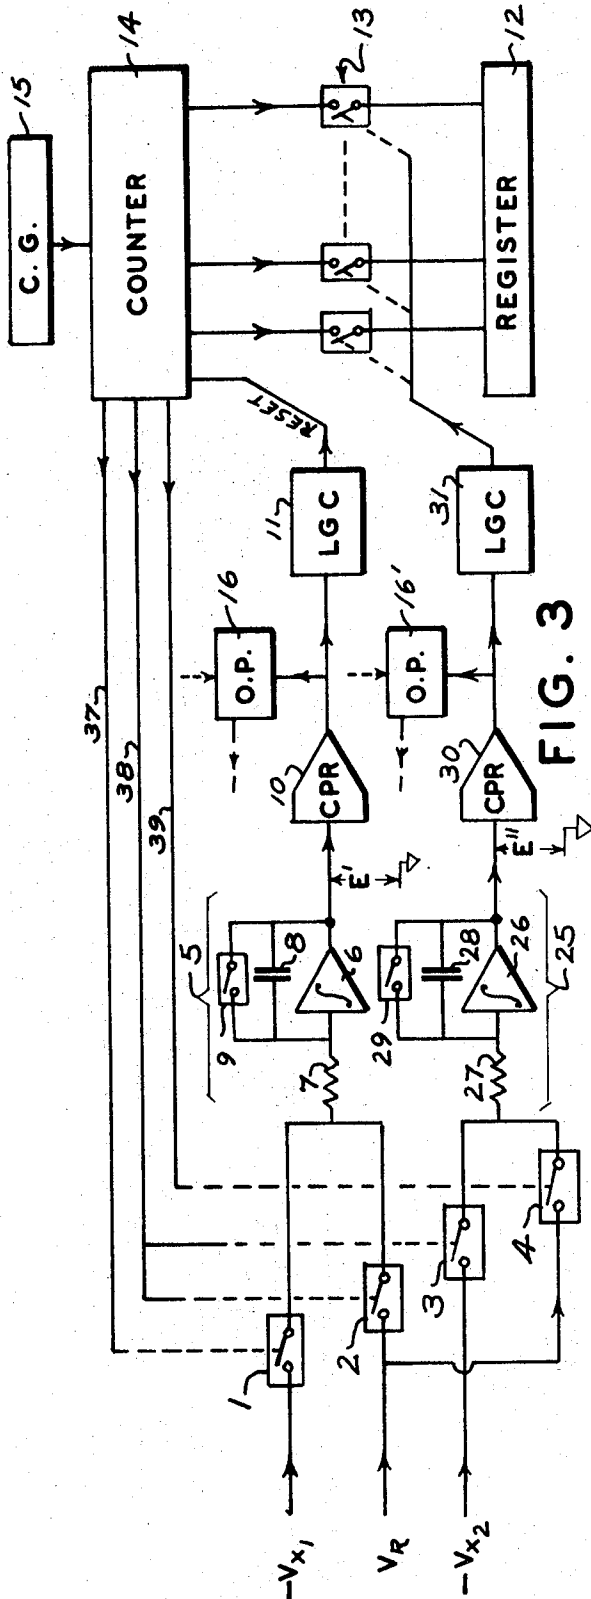 C. G.
15
COUNTER
14
13
REGISTER
12
RESET
37
38
39
LGC
11
LGC
31
O.P.
16
O.P.
16'
CPR
10
CPR
30
E'
E"
5
9
8
6
7
29
28
26
27
25
1
2
3
4
-Vx1
VR
-Vx2
FIG. 3